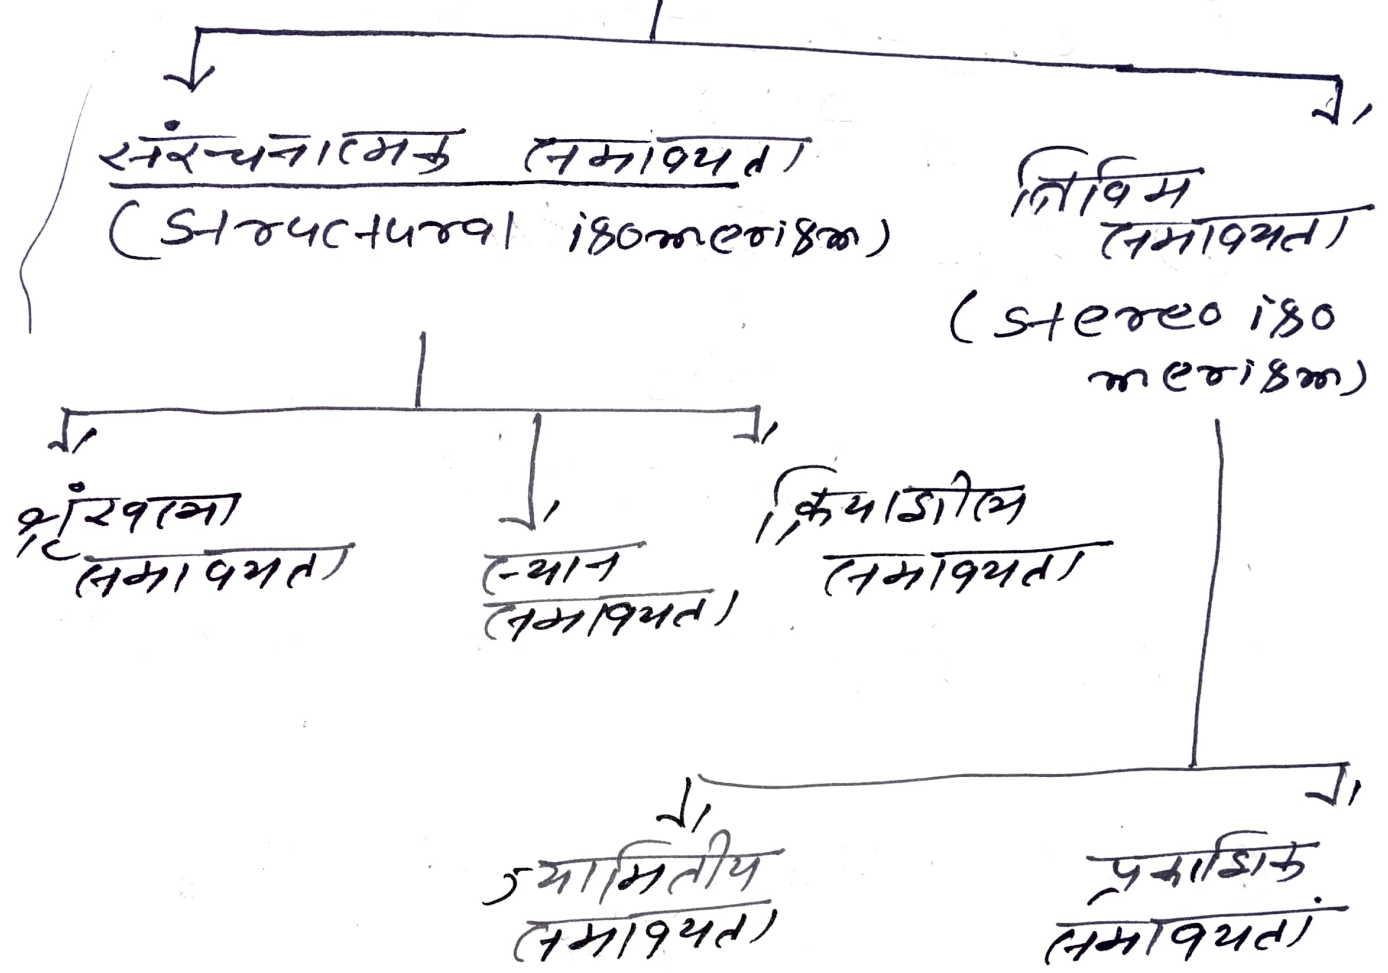 संरचनात्मक समावयता
(Structural isomerism)
त्रिविम
समावयता
(Stereo iso
merism)
श्रृंखला
समावयता
स्थान
समावयता
क्रियाशील
समावयता
ज्यामितीय
समावयता
प्रकाशिक
समावयता